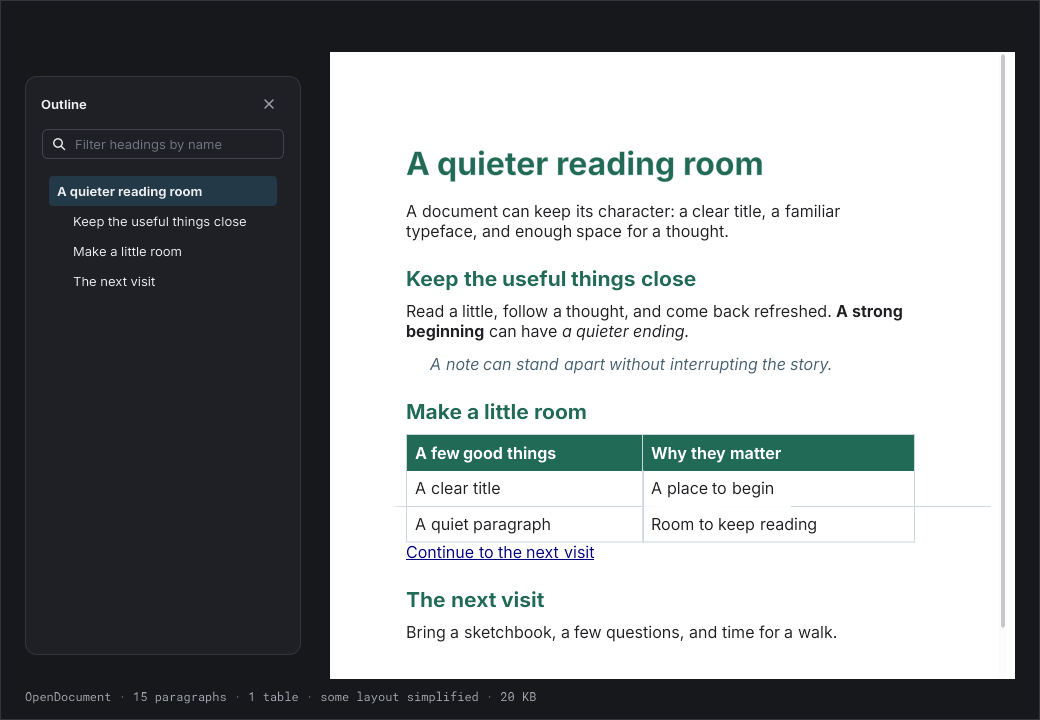 Outline
Filter headings by name
A quieter reading room
Keep the useful things close
Make a little room
The next visit
A quieter reading room
A document can keep its character: a clear title, a familiar
typeface, and enough space for a thought.
Keep the useful things close
Read a little, follow a thought, and come back refreshed. A strong
beginning can have a quieter ending.
A note can stand apart without interrupting the story.
Make a little room
A few good things Why they matter
A clear title A place to begin
A quiet paragraph Room to keep reading
Continue to the next visit
The next visit
Bring a sketchbook, a few questions, and time for a walk.
OpenDocument · 15 paragraphs · 1 table · some layout simplified · 20 KB